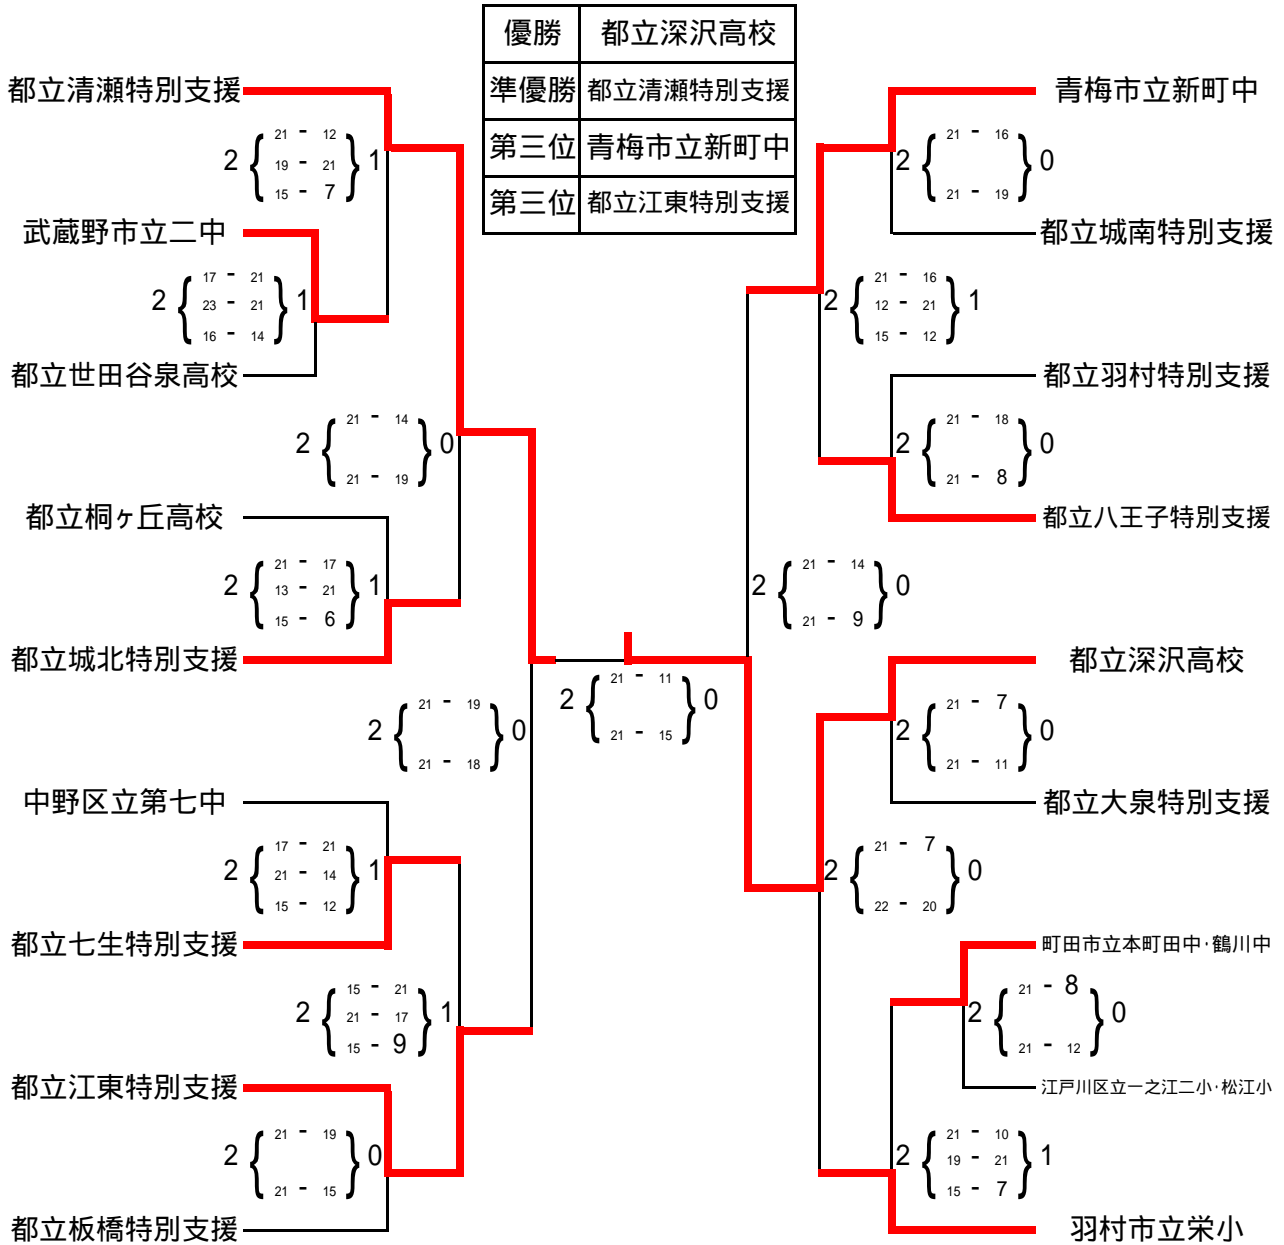 優勝 都立深沢高校
準優勝 都立清瀬特別支援
第三位 青梅市立新町中
第三位 都立江東特別支援
都立清瀬特別支援
2 { 21 - 12 } 1
19 - 21
15 - 7
武蔵野市立二中
2 { 17 - 21 } 1
23 - 21
16 - 14
都立世田谷泉高校
2 { 21 - 14 } 0
21 - 19
都立桐ヶ丘高校
2 { 21 - 17 } 1
13 - 21
15 - 6
都立城北特別支援
2 { 21 - 19 } 0
21 - 18
中野区立第七中
2 { 17 - 21 } 1
21 - 14
15 - 12
都立七生特別支援
2 { 15 - 21 } 1
21 - 17
15 - 9
都立江東特別支援
2 { 21 - 19 } 0
21 - 15
都立板橋特別支援
2 { 21 - 11 } 0
21 - 15
青梅市立新町中
2 { 21 - 16 } 0
21 - 19
都立城南特別支援
2 { 21 - 16 } 1
12 - 21
15 - 12
都立羽村特別支援
2 { 21 - 18 } 0
21 - 8
都立八王子特別支援
2 { 21 - 14 } 0
21 - 9
都立深沢高校
2 { 21 - 7 } 0
21 - 11
都立大泉特別支援
2 { 21 - 7 } 0
22 - 20
町田市立本町田中･鶴川中
2 { 21 - 8 } 0
21 - 12
江戸川区立一之江二小･松江小
2 { 21 - 10 } 1
19 - 21
15 - 7
羽村市立栄小